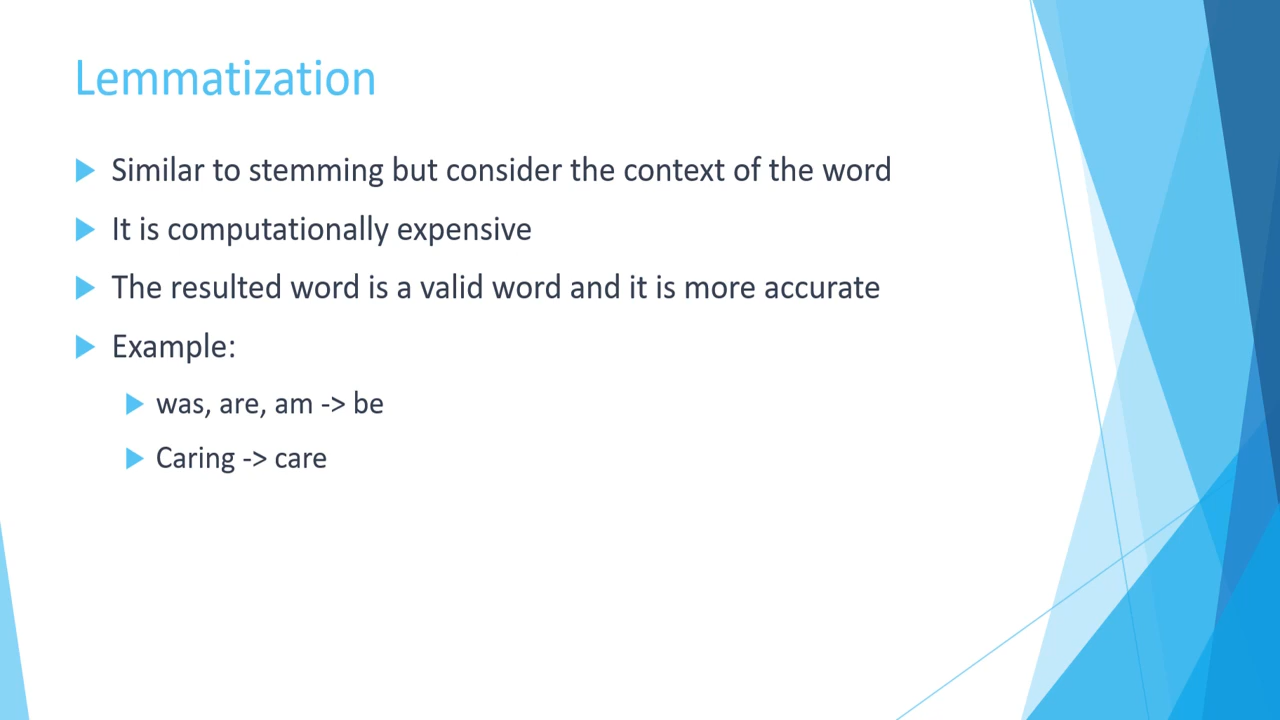 Lemmatization
Similar to stemming but consider the context of the word
It is computationally expensive
The resulted word is a valid word and it is more accurate
Example:
was, are, am -> be
Caring -> care